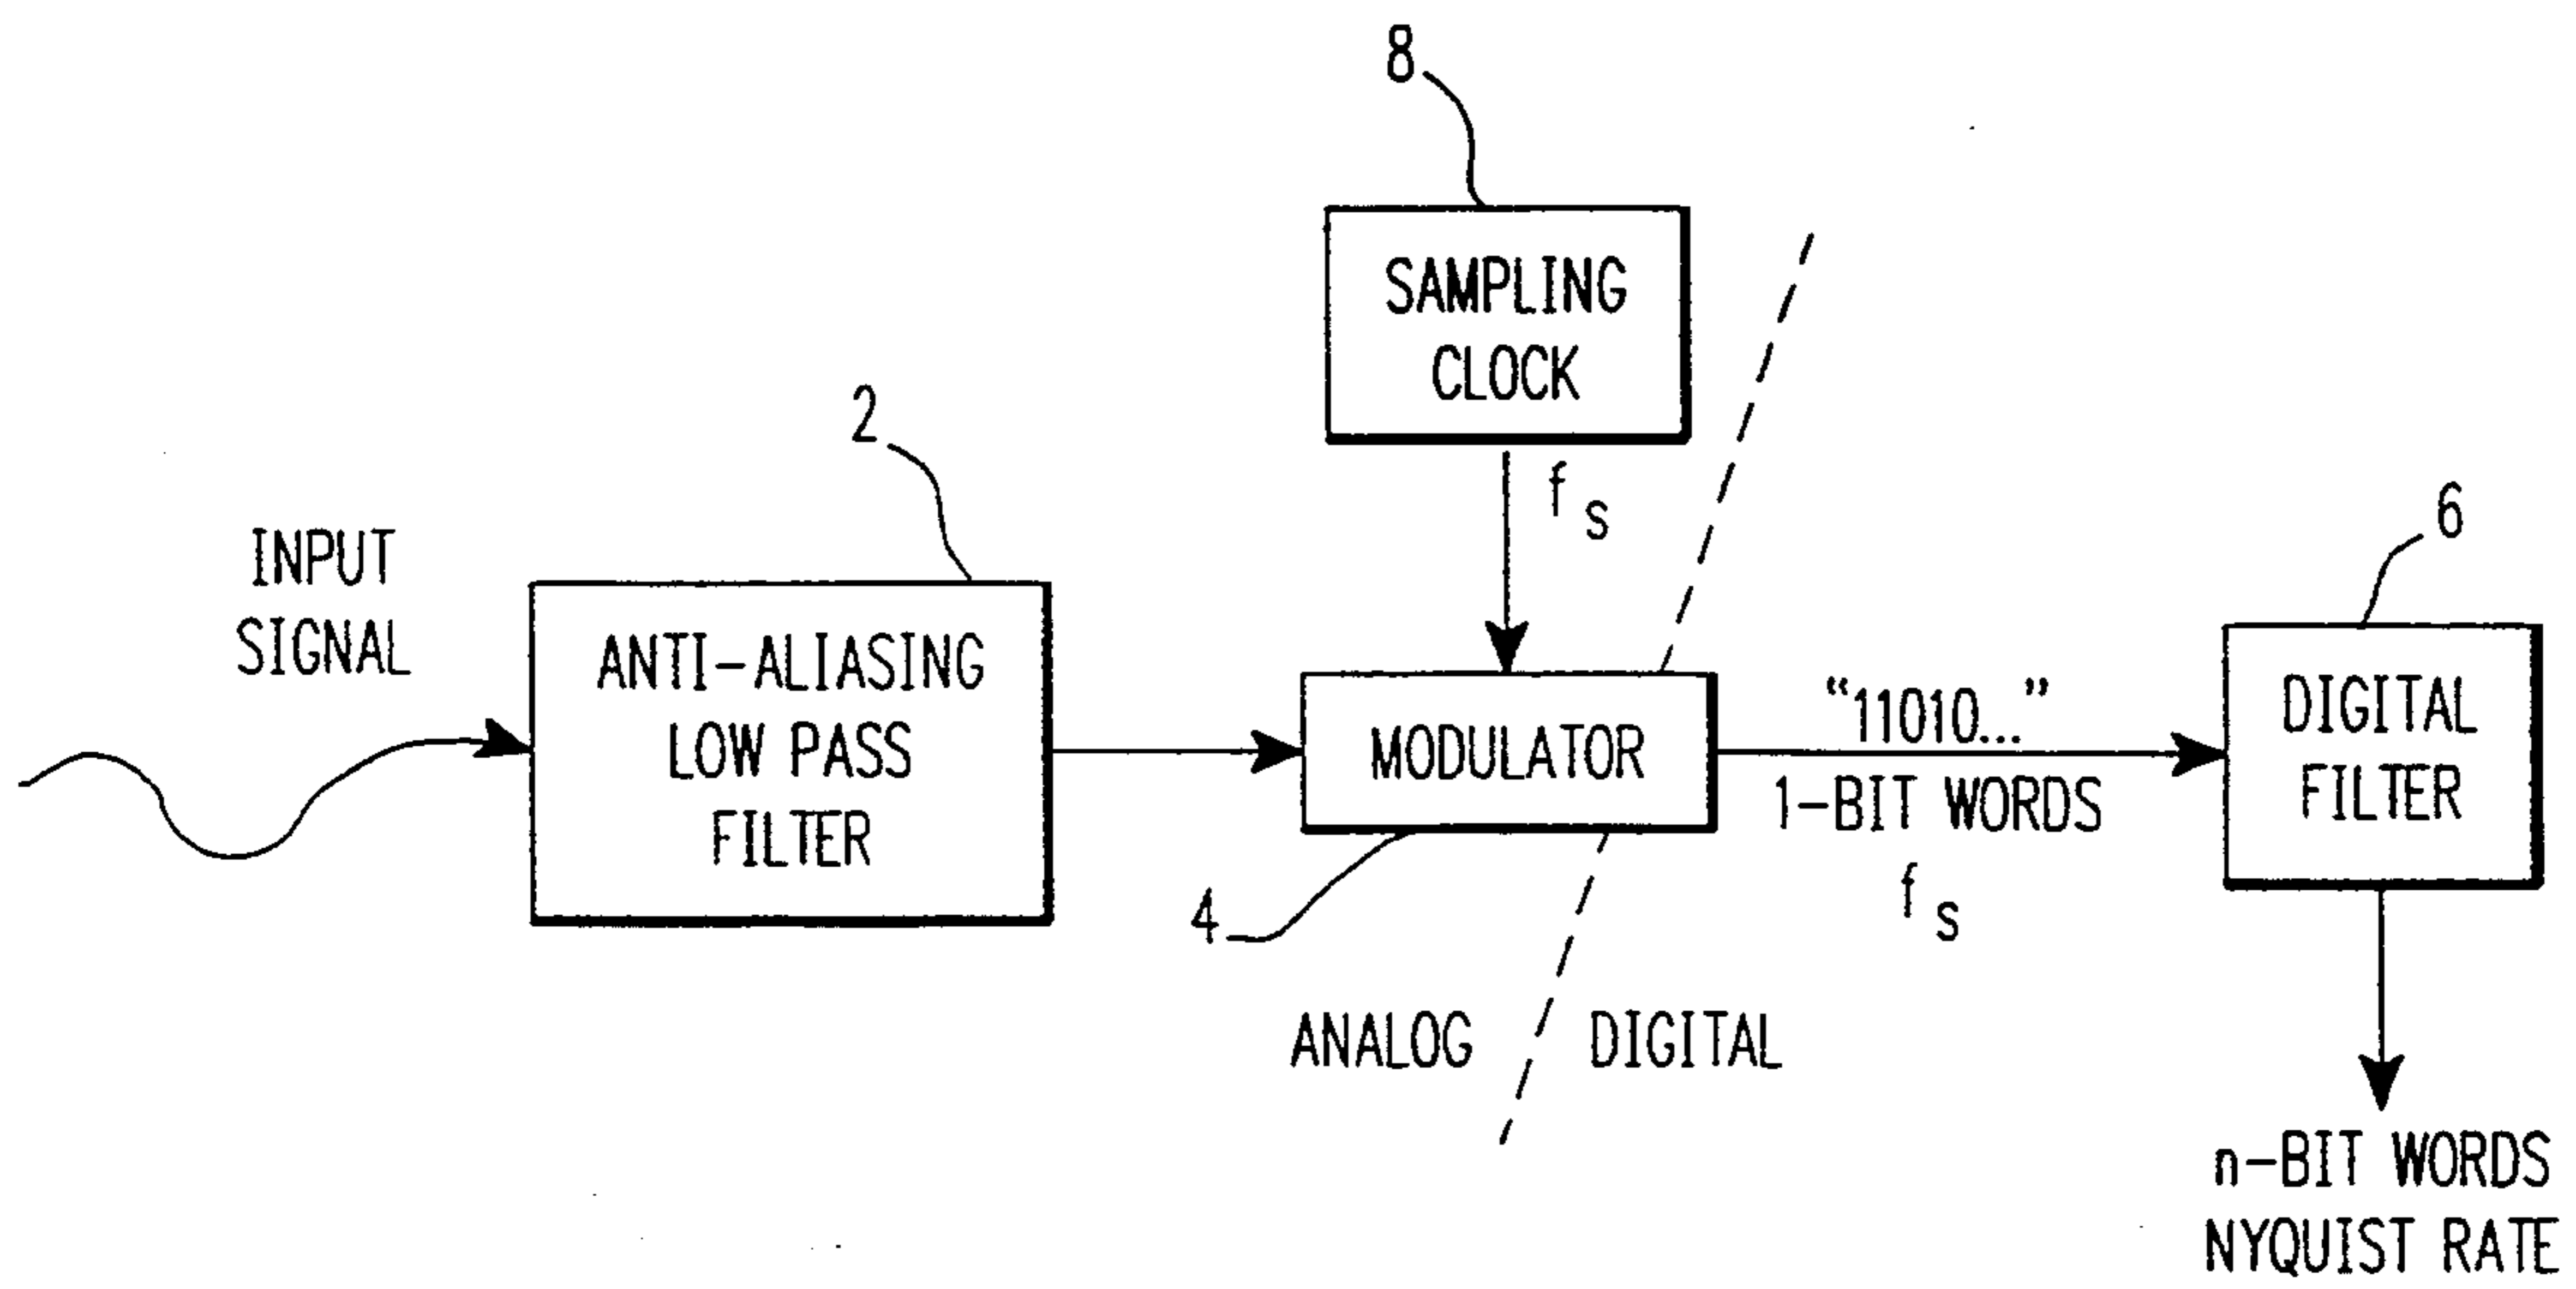 8
SAMPLING
CLOCK
f s
2
INPUT
SIGNAL
ANTI-ALIASING
LOW PASS
FILTER
MODULATOR
4
“11010...”
1-BIT WORDS
f s
6
DIGITAL
FILTER
ANALOG
DIGITAL
n-BIT WORDS
NYQUIST RATE